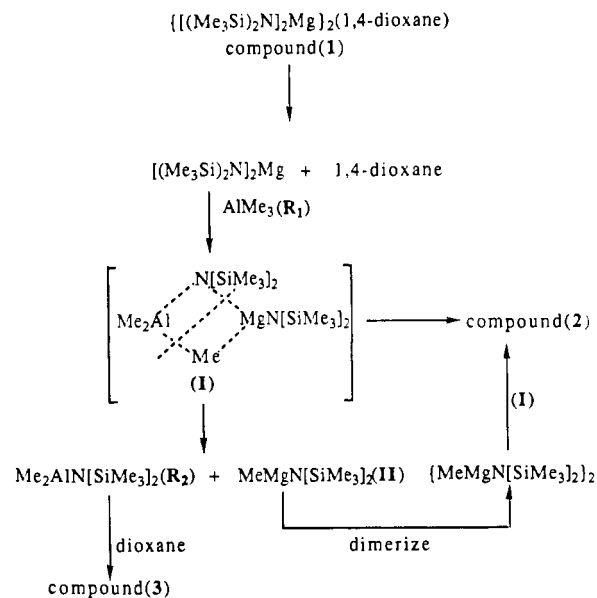 {[(Me₃Si)₂N]₂Mg}₂(1,4-dioxane)
compound(1)
[(Me₃Si)₂N]₂Mg + 1,4-dioxane
AlMe₃(R₁)
N[SiMe₃]₂
Me₂Al MgN[SiMe₃]₂ compound(2)
Me
(I)
(I)
Me₂AlN[SiMe₃]₂(R₂) + MeMgN[SiMe₃]₂(II) {MeMgN[SiMe₃]₂}₂
dioxane dimerize
compound(3)